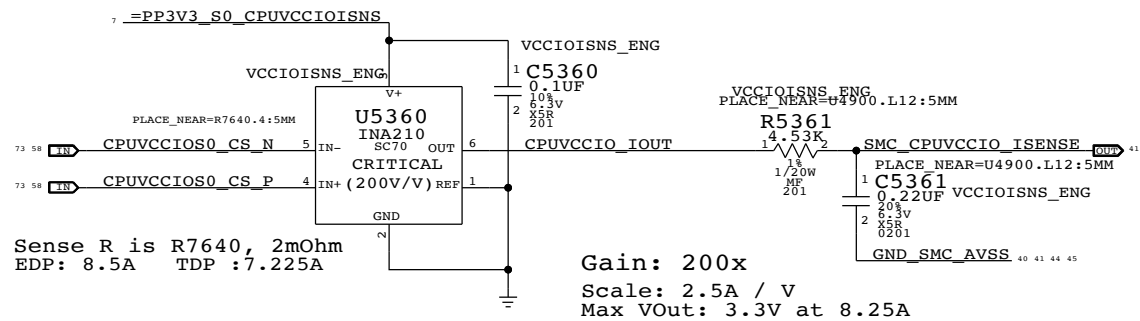 7 =PP3V3_S0_CPUVCCIOISNS
VCCIOISNS_ENG
VCCIOISNS_ENG
3
V+
1 C5360
0.1UF
10%
6.3V
2 X5R
201
PLACE_NEAR=R7640.4:5MM
U5360
INA210
SC70
CRITICAL
(200V/V)
73 58 IN CPUVCCIOS0_CS_N 5 IN- OUT 6 CPUVCCIO_IOUT
73 58 IN CPUVCCIOS0_CS_P 4 IN+ REF 1
GND
2
VCCIOISNS_ENG
PLACE_NEAR=U4900.L12:5MM
R5361
4.53K
1 2
1%
1/20W
MF
201
SMC_CPUVCCIO_ISENSE OUT 41
PLACE_NEAR=U4900.L12:5MM
1 C5361
0.22UF VCCIOISNS_ENG
20%
6.3V
2 X5R
0201
GND_SMC_AVSS 40 41 44 45
Sense R is R7640, 2mOhm
EDP: 8.5A TDP :7.225A
Gain: 200x
Scale: 2.5A / V
Max VOut: 3.3V at 8.25A